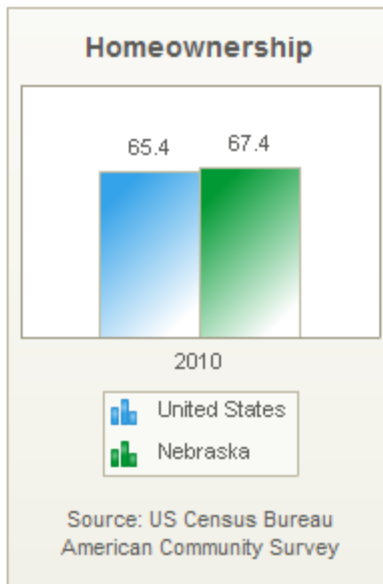 Homeownership
65.4
67.4
2010
United States
Nebraska
Source: US Census Bureau
American Community Survey